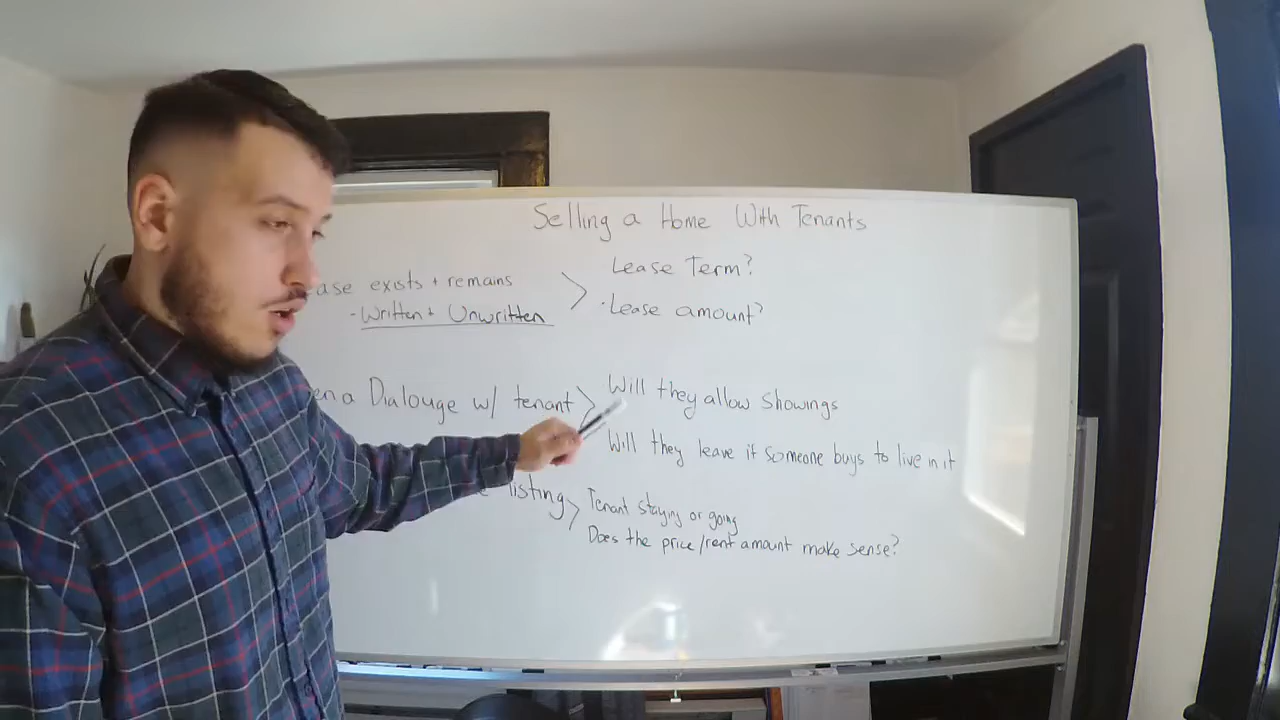 Selling a Home With Tenants
ase exists + remains
- Written + Unwritten
Lease Term?
· Lease amount?
en a Dialouge w/ tenant
Will they allow showings
Will they leave if someone buys to live in it
listing
Tenant staying or going
Does the price/rent amount make sense?